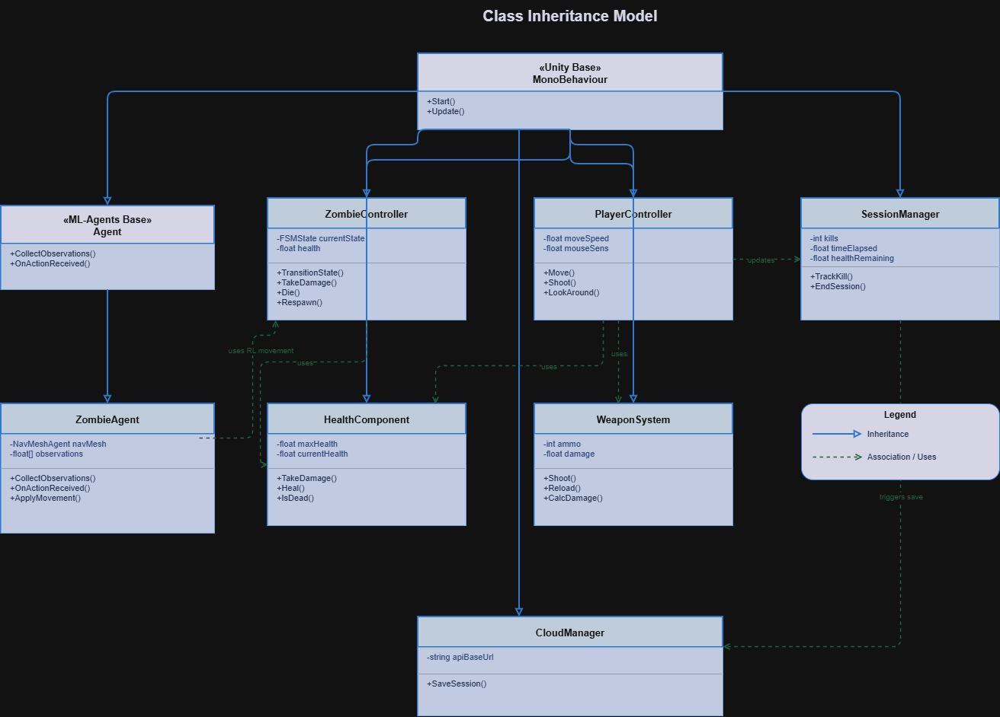 Class Inheritance Model
«Unity Base»
MonoBehaviour
+Start()
+Update()
«ML-Agents Base»
Agent
+CollectObservations()
+OnActionReceived()
ZombieController
-FSMState currentState
-float health
+TransitionState()
+TakeDamage()
+Die()
+Respawn()
PlayerController
-float moveSpeed
-float mouseSens
+Move()
+Shoot()
+LookAround()
updates
SessionManager
-int kills
-float timeElapsed
-float healthRemaining
+TrackKill()
+EndSession()
uses RL movement
uses
uses
uses
ZombieAgent
-NavMeshAgent navMesh
-float[] observations
+CollectObservations()
+OnActionReceived()
+ApplyMovement()
HealthComponent
-float maxHealth
-float currentHealth
+TakeDamage()
+Heal()
+IsDead()
WeaponSystem
-int ammo
-float damage
+Shoot()
+Reload()
+CalcDamage()
Legend
Inheritance
Association / Uses
triggers save
CloudManager
-string apiBaseUrl
+SaveSession()